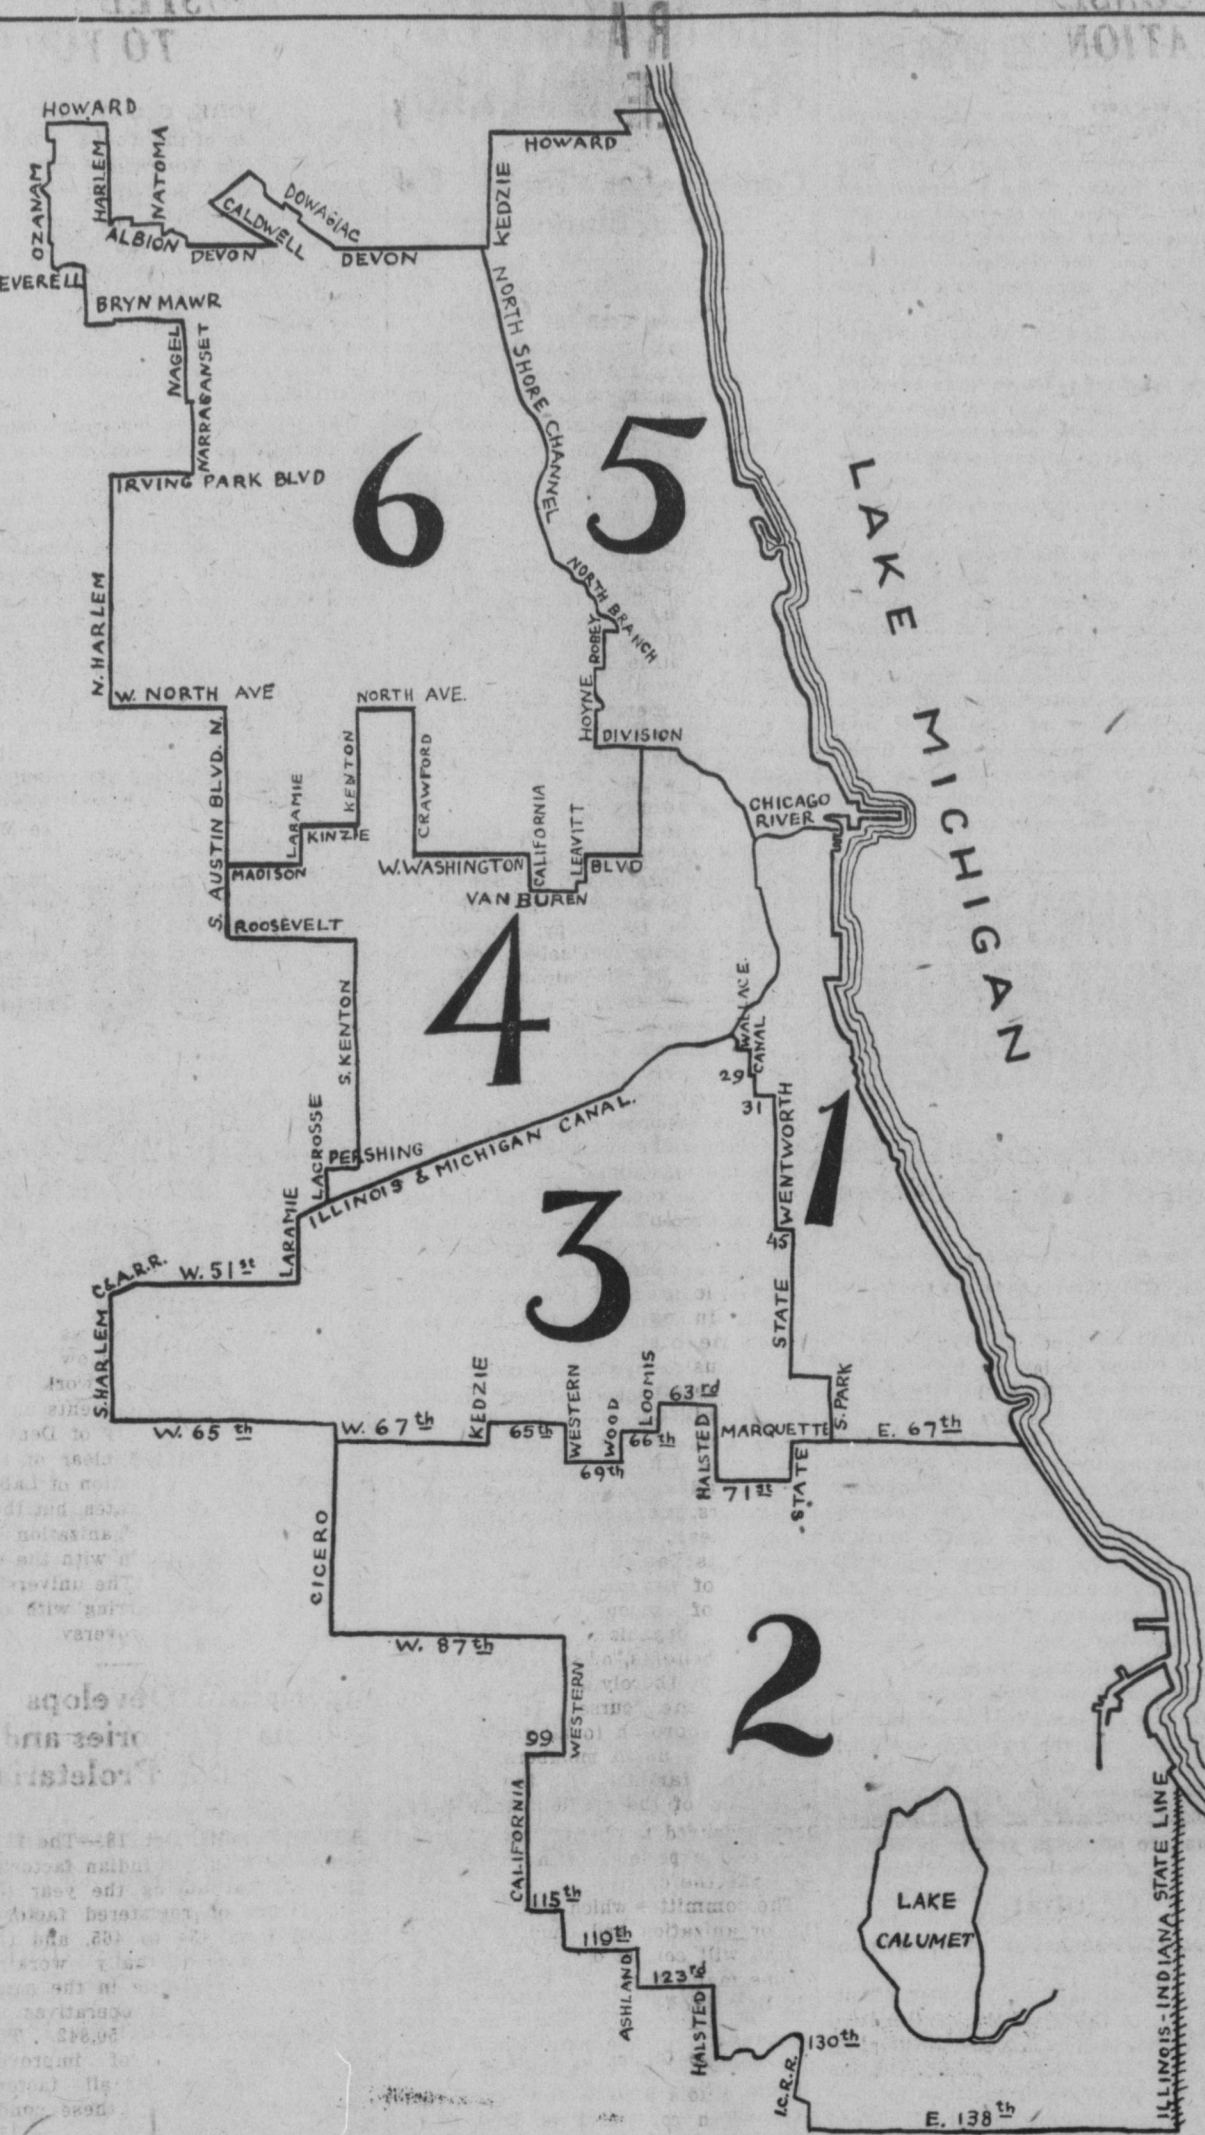 HOWARD
HOWARD
OZANAM
HARLEM
NATOMA
KEDZIE
DOWAGIAC
CALDWELL
ALBION
DEVON
DEVON
EVERELL
BRYN MAWR
NAGEL
NARRAGANSET
NORTH SHORE CHANNEL
6
5
IRVING PARK BLVD
LAKE MICHIGAN
N. HARLEM
NORTH BRANCH
ROBEY
HOYNE
W. NORTH AVE
NORTH AVE.
DIVISION
S. AUSTIN BLVD. N.
LARAMIE
KENTON
CRAWFORD
CALIFORNIA
LEAVITT
CHICAGO
RIVER
KINZIE
MADISON
W. WASHINGTON
BLVD
VAN BUREN
ROOSEVELT
4
S. KENTON
WALLACE.
CANAL
29
31
WENTWORTH
1
LACROSSE
PERSHING
ILLINOIS & MICHIGAN CANAL.
LARAMIE
3
45
C&A.R.R.
W. 51st
STATE
S. HARLEM
KEDZIE
WESTERN
WOOD
LOOMIS
63rd
S. PARK
W. 65th
W. 67th
65th
69th
66th
HALSTED
MARQUETTE
E. 67th
71st
STATE
CICERO
2
W. 87th
WESTERN
99
CALIFORNIA
115th
119th
ASHLAND
123rd
HALSTED
130th
I.C.R.R.
LAKE
CALUMET
ILLINOIS-INDIANA STATE LINE
E. 138th